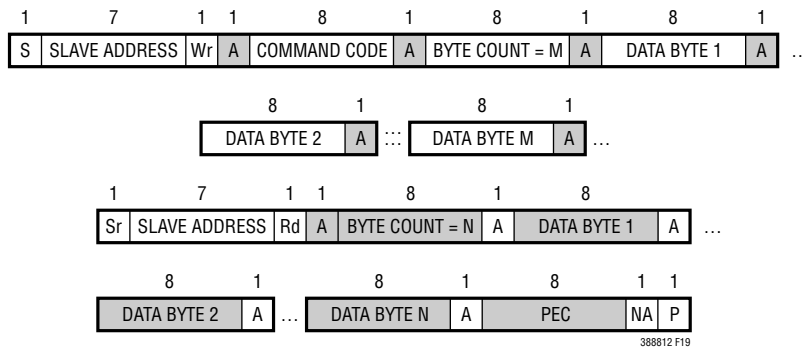 1 7 1 1 8 1 8 1 8 1
S SLAVE ADDRESS Wr A COMMAND CODE A BYTE COUNT = M A DATA BYTE 1 A …
8 1 8 1
DATA BYTE 2 A … DATA BYTE M A …
1 7 1 1 8 1 8 1
Sr SLAVE ADDRESS Rd A BYTE COUNT = N A DATA BYTE 1 A …
8 1 8 1 8 1 1
DATA BYTE 2 A … DATA BYTE N A PEC NA P
388812 F19